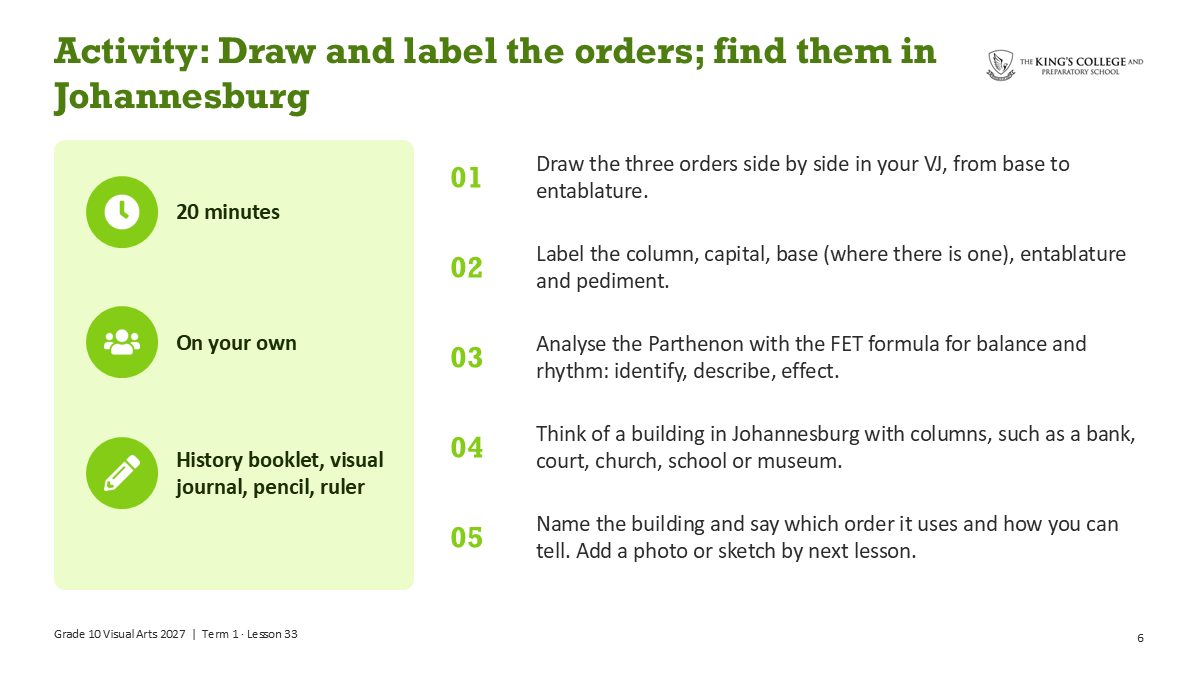 Activity: Draw and label the orders; find them in
Johannesburg
THE KING'S COLLEGE AND
PREPARATORY SCHOOL
20 minutes
On your own
History booklet, visual
journal, pencil, ruler
01
Draw the three orders side by side in your VJ, from base to
entablature.
02
Label the column, capital, base (where there is one), entablature
and pediment.
03
Analyse the Parthenon with the FET formula for balance and
rhythm: identify, describe, effect.
04
Think of a building in Johannesburg with columns, such as a bank,
court, church, school or museum.
05
Name the building and say which order it uses and how you can
tell. Add a photo or sketch by next lesson.
Grade 10 Visual Arts 2027 | Term 1 · Lesson 33
6